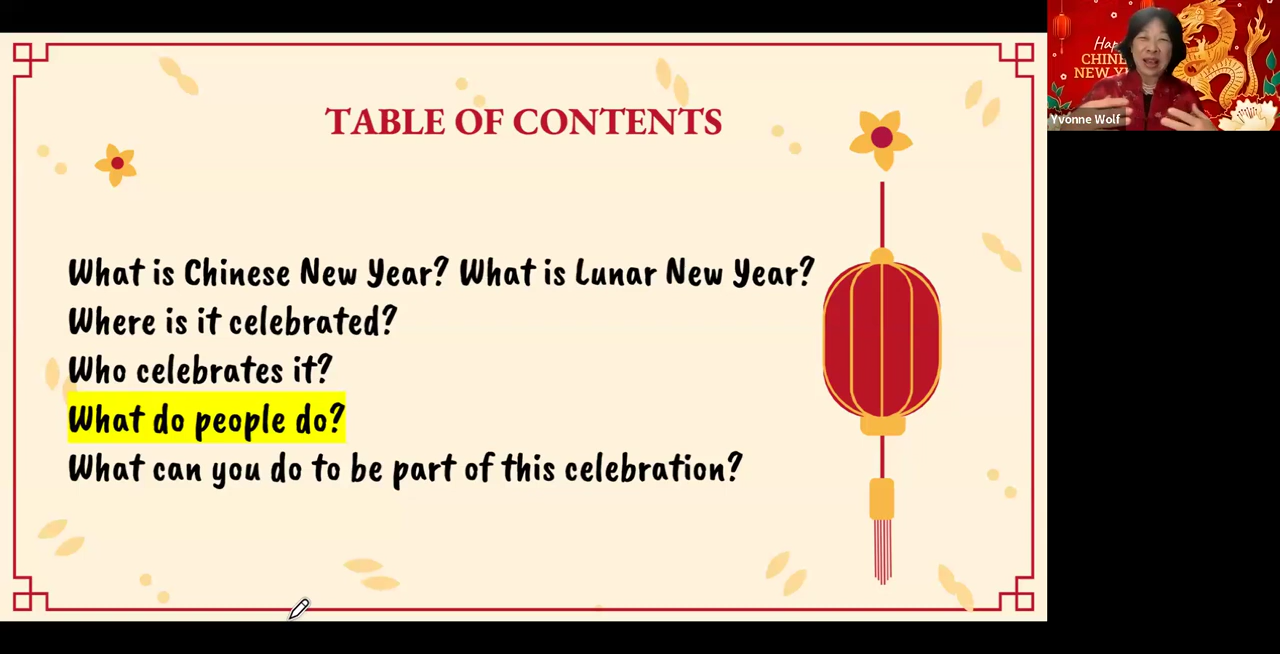 TABLE OF CONTENTS
What is Chinese New Year? What is Lunar New Year?
Where is it celebrated?
Who celebrates it?
What do people do?
What can you do to be part of this celebration?
Hap
CHINE
NEW Y
Yvonne Wolf